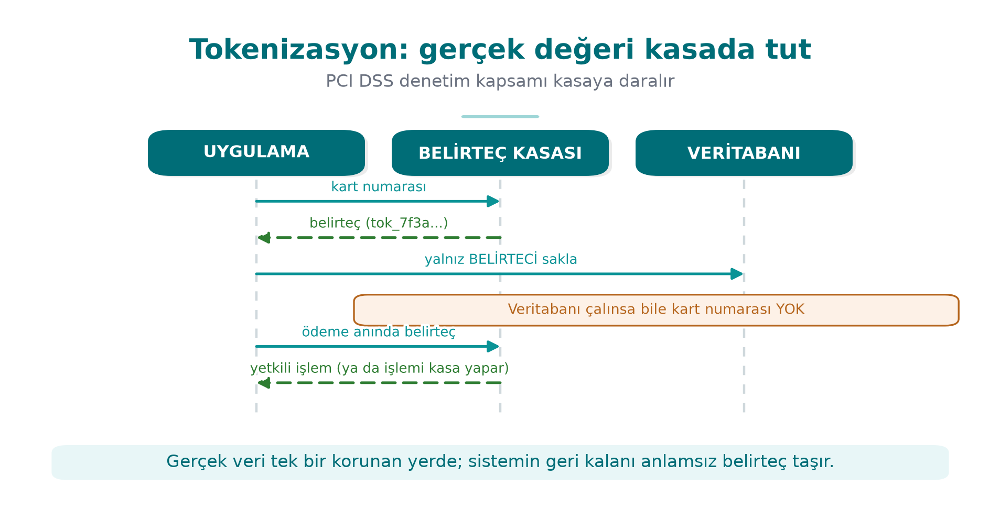 Tokenizasyon: gerçek değeri kasada tut
PCI DSS denetim kapsamı kasaya daralır
UYGULAMA
BELİRTEÇ KASASI
VERİTABANI
kart numarası
belirteç (tok_7f3a...)
yalnız BELİRTECİ sakla
Veritabanı çalınsa bile kart numarası YOK
ödeme anında belirteç
yetkili işlem (ya da işlemi kasa yapar)
Gerçek veri tek bir korunan yerde; sistemin geri kalanı anlamsız belirteç taşır.